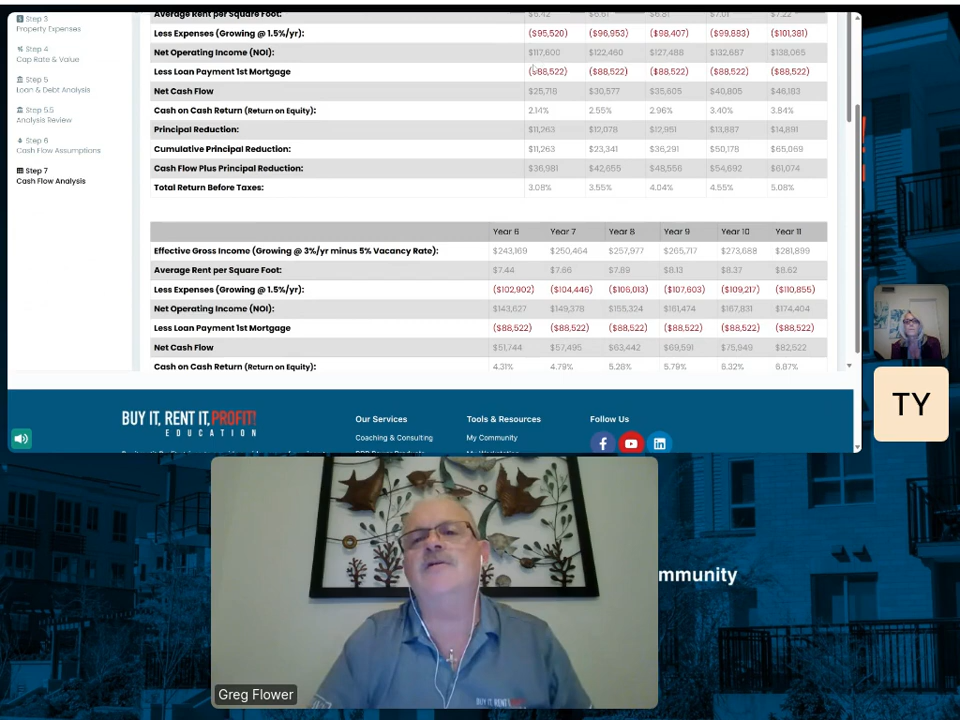 Step 3
Property Expenses
Step 4
Cap Rate & Value
Step 5
Loan & Debt Analysis
Step 5.5
Analysis Review
Step 6
Cash Flow Assumptions
Step 7
Cash Flow Analysis
Average Rent per Square Foot: $6.42 $6.61 $6.81 $7.01 $7.22
Less Expenses (Growing @ 1.5%/yr): ($95,520) ($96,953) ($98,407) ($99,883) ($101,381)
Net Operating Income (NOI): $117,600 $122,460 $127,488 $132,687 $138,065
Less Loan Payment 1st Mortgage ($88,522) ($88,522) ($88,522) ($88,522) ($88,522)
Net Cash Flow $25,718 $30,577 $35,605 $40,805 $46,183
Cash on Cash Return (Return on Equity): 2.14% 2.55% 2.96% 3.40% 3.84%
Principal Reduction: $11,263 $12,078 $12,951 $13,887 $14,891
Cumulative Principal Reduction: $11,263 $23,341 $36,291 $50,178 $65,069
Cash Flow Plus Principal Reduction: $36,981 $42,655 $48,556 $54,692 $61,074
Total Return Before Taxes: 3.08% 3.55% 4.04% 4.55% 5.08%
Year 6 Year 7 Year 8 Year 9 Year 10 Year 11
Effective Gross Income (Growing @ 3%/yr minus 5% Vacancy Rate): $243,169 $250,464 $257,977 $265,717 $273,688 $281,899
Average Rent per Square Foot: $7.44 $7.66 $7.89 $8.13 $8.37 $8.62
Less Expenses (Growing @ 1.5%/yr): ($102,902) ($104,446) ($106,013) ($107,603) ($109,217) ($110,855)
Net Operating Income (NOI): $143,627 $149,378 $155,324 $161,474 $167,831 $174,404
Less Loan Payment 1st Mortgage ($88,522) ($88,522) ($88,522) ($88,522) ($88,522) ($88,522)
Net Cash Flow $51,744 $57,495 $63,442 $69,591 $75,949 $82,522
Cash on Cash Return (Return on Equity): 4.31% 4.79% 5.28% 5.79% 6.32% 6.87%
BUY IT, RENT IT, PROFIT!
EDUCATION
Our Services
Coaching & Consulting
Tools & Resources
My Community
Follow Us
TY
mmunity
BUY IT, RENT IT, PROFIT!
Greg Flower